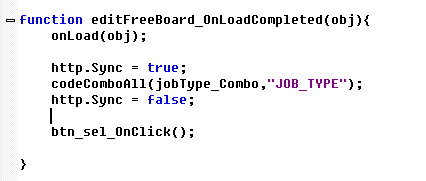 function editFreeBoard_OnLoadCompleted(obj){
onLoad(obj);
http.Sync = true;
codeComboAll(jobType_Combo,"JOB_TYPE");
http.Sync = false;
btn_sel_OnClick();
}